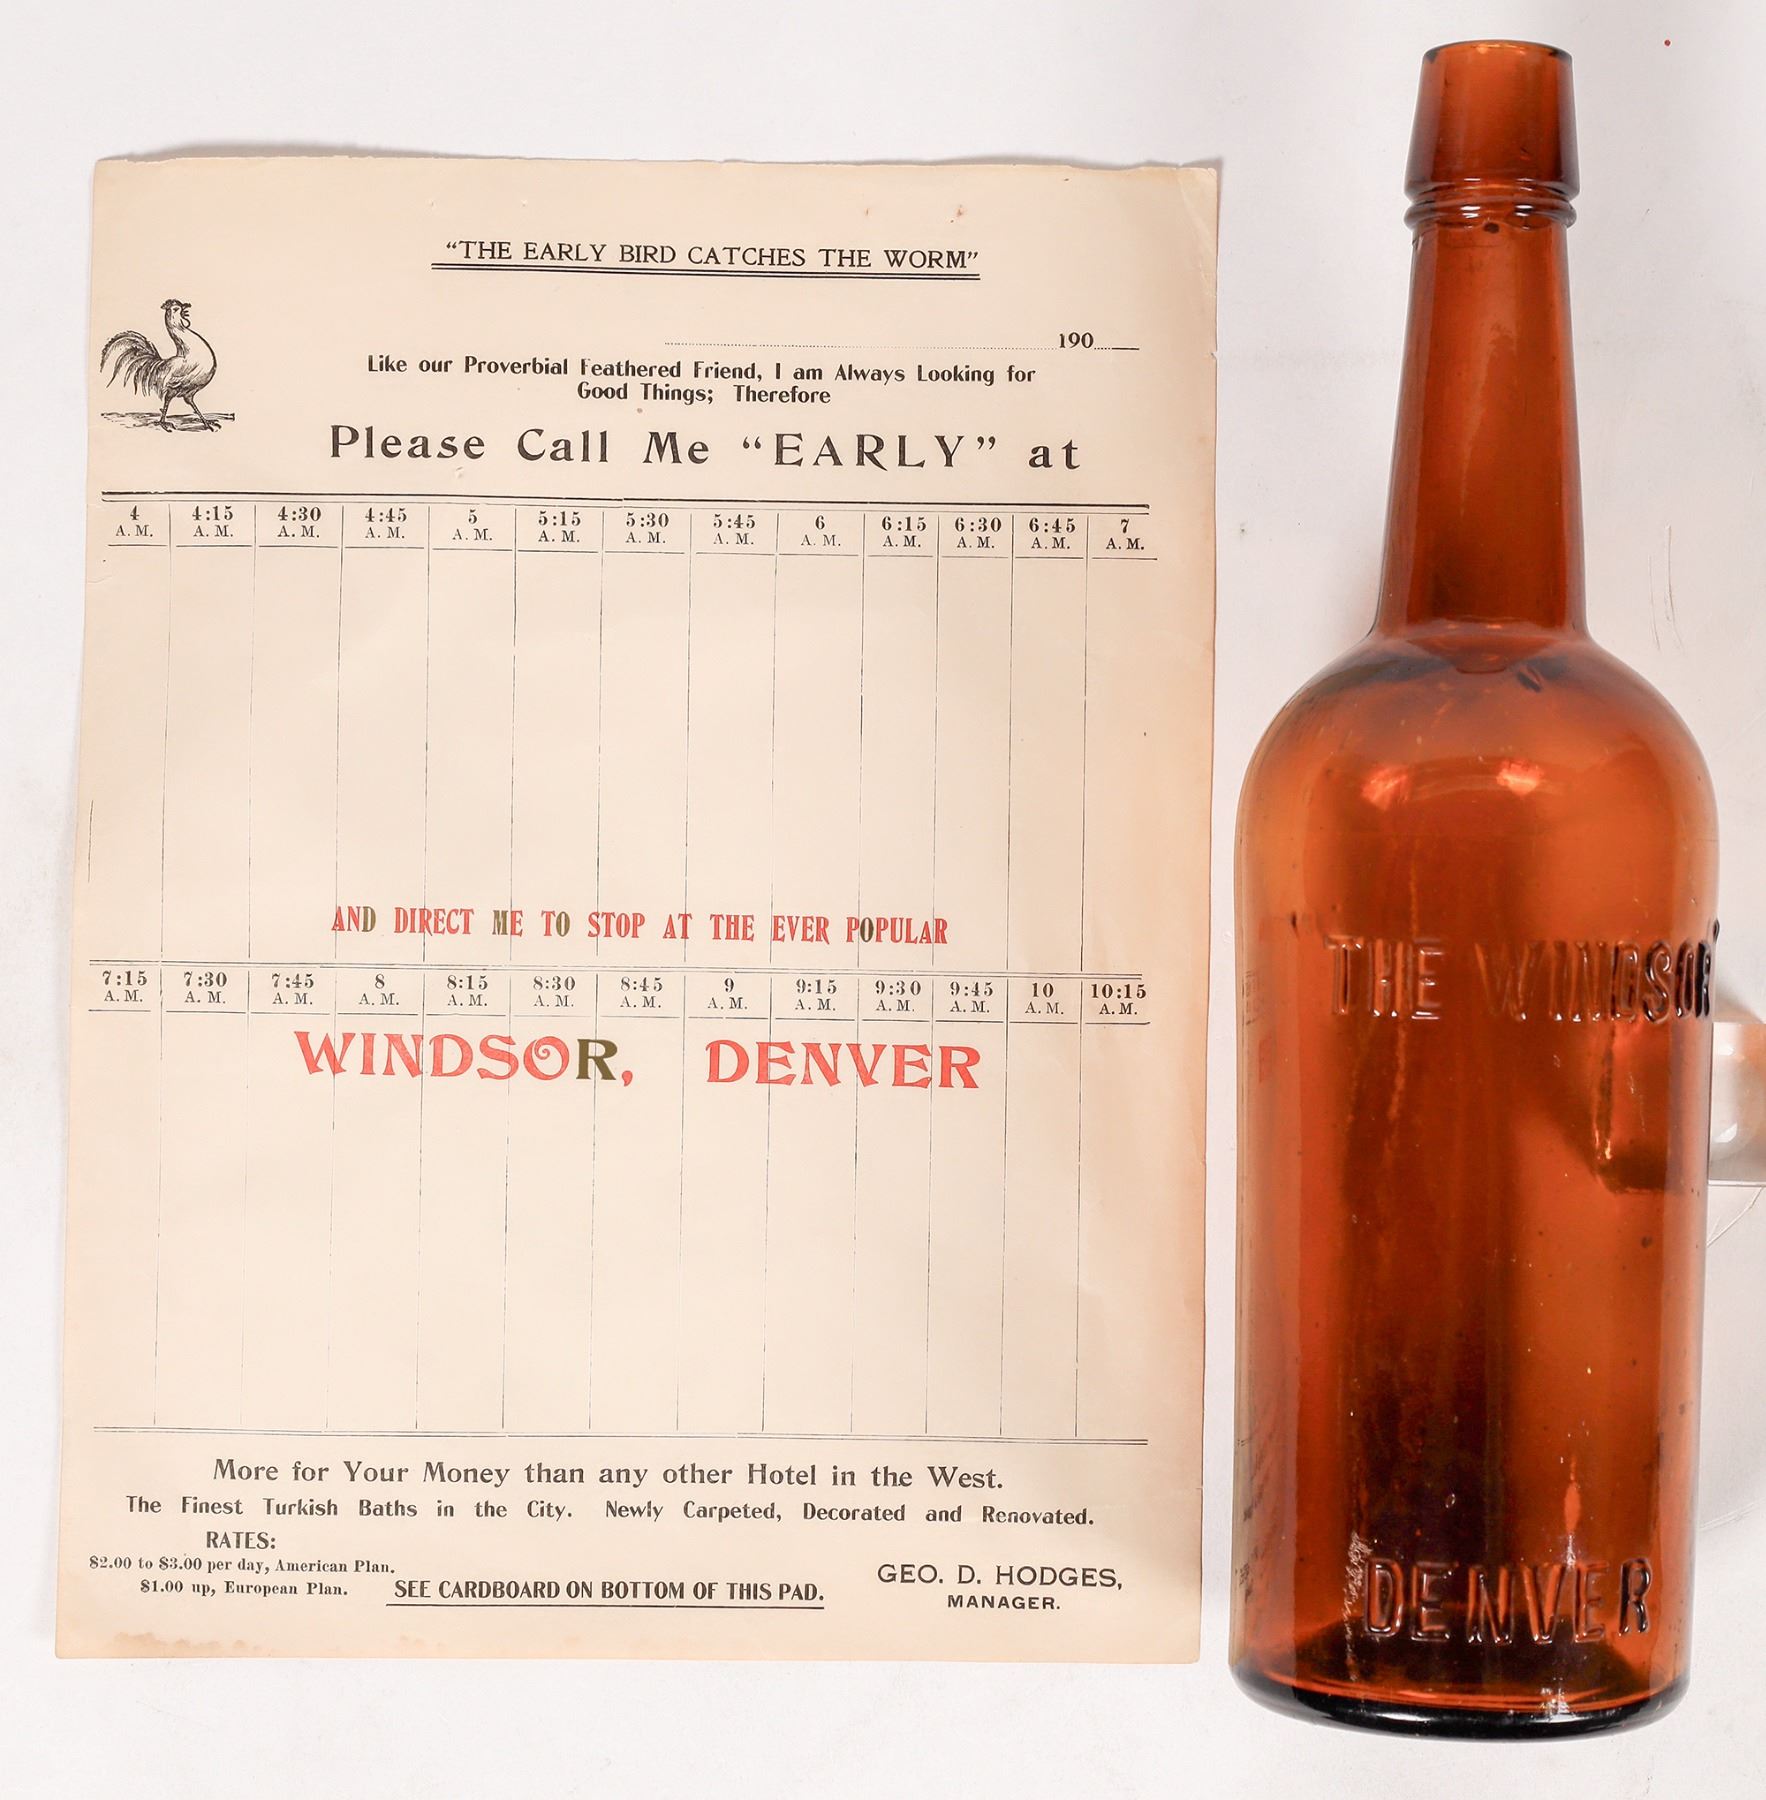 "THE EARLY BIRD CATCHES THE WORM"
190
Like our Proverbial Feathered Friend, I am Always Looking for
Good Things; Therefore
Please Call Me "EARLY" at
4 A. M. 4:15 A. M. 4:30 A. M. 4:45 A. M. 5 A. M. 5:15 A. M. 5:30 A. M. 5:45 A. M. 6 A. M. 6:15 A. M. 6:30 A. M. 6:45 A. M. 7 A. M.
AND DIRECT ME TO STOP AT THE EVER POPULAR
7:15 A. M. 7:30 A. M. 7:45 A. M. 8 A. M. 8:15 A. M. 8:30 A. M. 8:45 A. M. 9 A. M. 9:15 A. M. 9:30 A. M. 9:45 A. M. 10 A. M. 10:15 A. M.
WINDSOR, DENVER
More for Your Money than any other Hotel in the West.
The Finest Turkish Baths in the City. Newly Carpeted, Decorated and Renovated.
RATES:
$2.00 to $3.00 per day, American Plan.
$1.00 up, European Plan.
SEE CARDBOARD ON BOTTOM OF THIS PAD.
GEO. D. HODGES,
MANAGER.
"THE WINDSOR"
DENVER